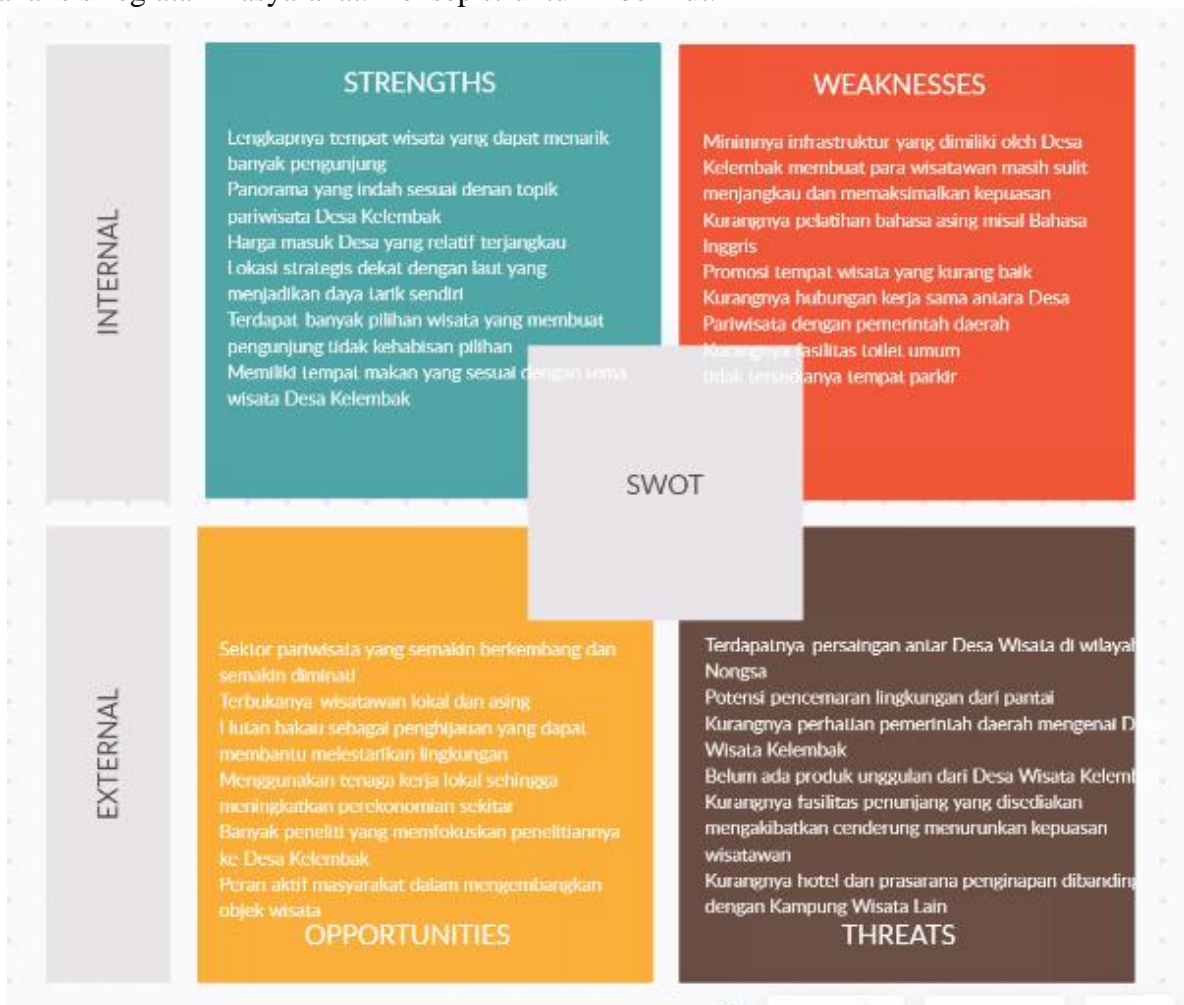 INTERNAL
STRENGTHS
Lengkapnya tempat wisata yang dapat menarik
banyak pengunjung
Panorama yang indah sesuai denan topik
pariwisata Desa Kelembak
Harga masuk Desa yang relatif terjangkau
Lokasi strategis dekat dengan laut yang
menjadikan daya tarik sendiri
Terdapat banyak pilihan wisata yang membuat
pengunjung tidak kehabisan pilihan
Memiliki tempat makan yang sesuai dengan tema
wisata Desa Kelembak
WEAKNESSES
Minimnya infrastruktur yang dimiliki oleh Desa
Kelembak membuat para wisatawan masih sulit
menjangkau dan memaksimalkan kepuasan
Kurangnya pelatihan bahasa asing misal Bahasa
Inggris
Promosi tempat wisata yang kurang baik
Kurangnya hubungan kerja sama antara Desa
Pariwisata dengan pemerintah daerah
Kurangnya fasilitas toilet umum
tidak tersedianya tempat parkir
SWOT
EXTERNAL
Sektor pariwisata yang semakin berkembang dan
semakin diminati
Terbukanya wisatawan lokal dan asing
Hutan bakau sebagai penghijauan yang dapat
membantu melestarikan lingkungan
Menggunakan tenaga kerja lokal sehingga
meningkatkan perekonomian sekitar
Banyak peneliti yang memfokuskan penelitiannya
ke Desa Kelembak
Peran aktif masyarakat dalam mengembangkan
objek wisata
OPPORTUNITIES
Terdapatnya persaingan antar Desa Wisata di wilayah
Nongsa
Potensi pencemaran lingkungan dari pantai
Kurangnya perhatian pemerintah daerah mengenai D
Wisata Kelembak
Belum ada produk unggulan dari Desa Wisata Kelemb
Kurangnya fasilitas penunjang yang disediakan
mengakibatkan cenderung menurunkan kepuasan
wisatawan
Kurangnya hotel dan prasarana penginapan dibanding
dengan Kampung Wisata Lain
THREATS